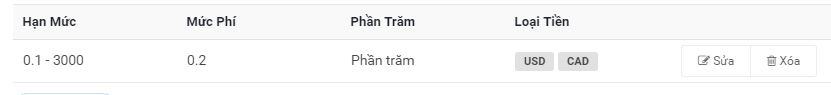 Hạn Mức Mức Phí Phần Trăm Loại Tiền
0.1 - 3000 0.2 Phần trăm USD CAD Sửa Xóa